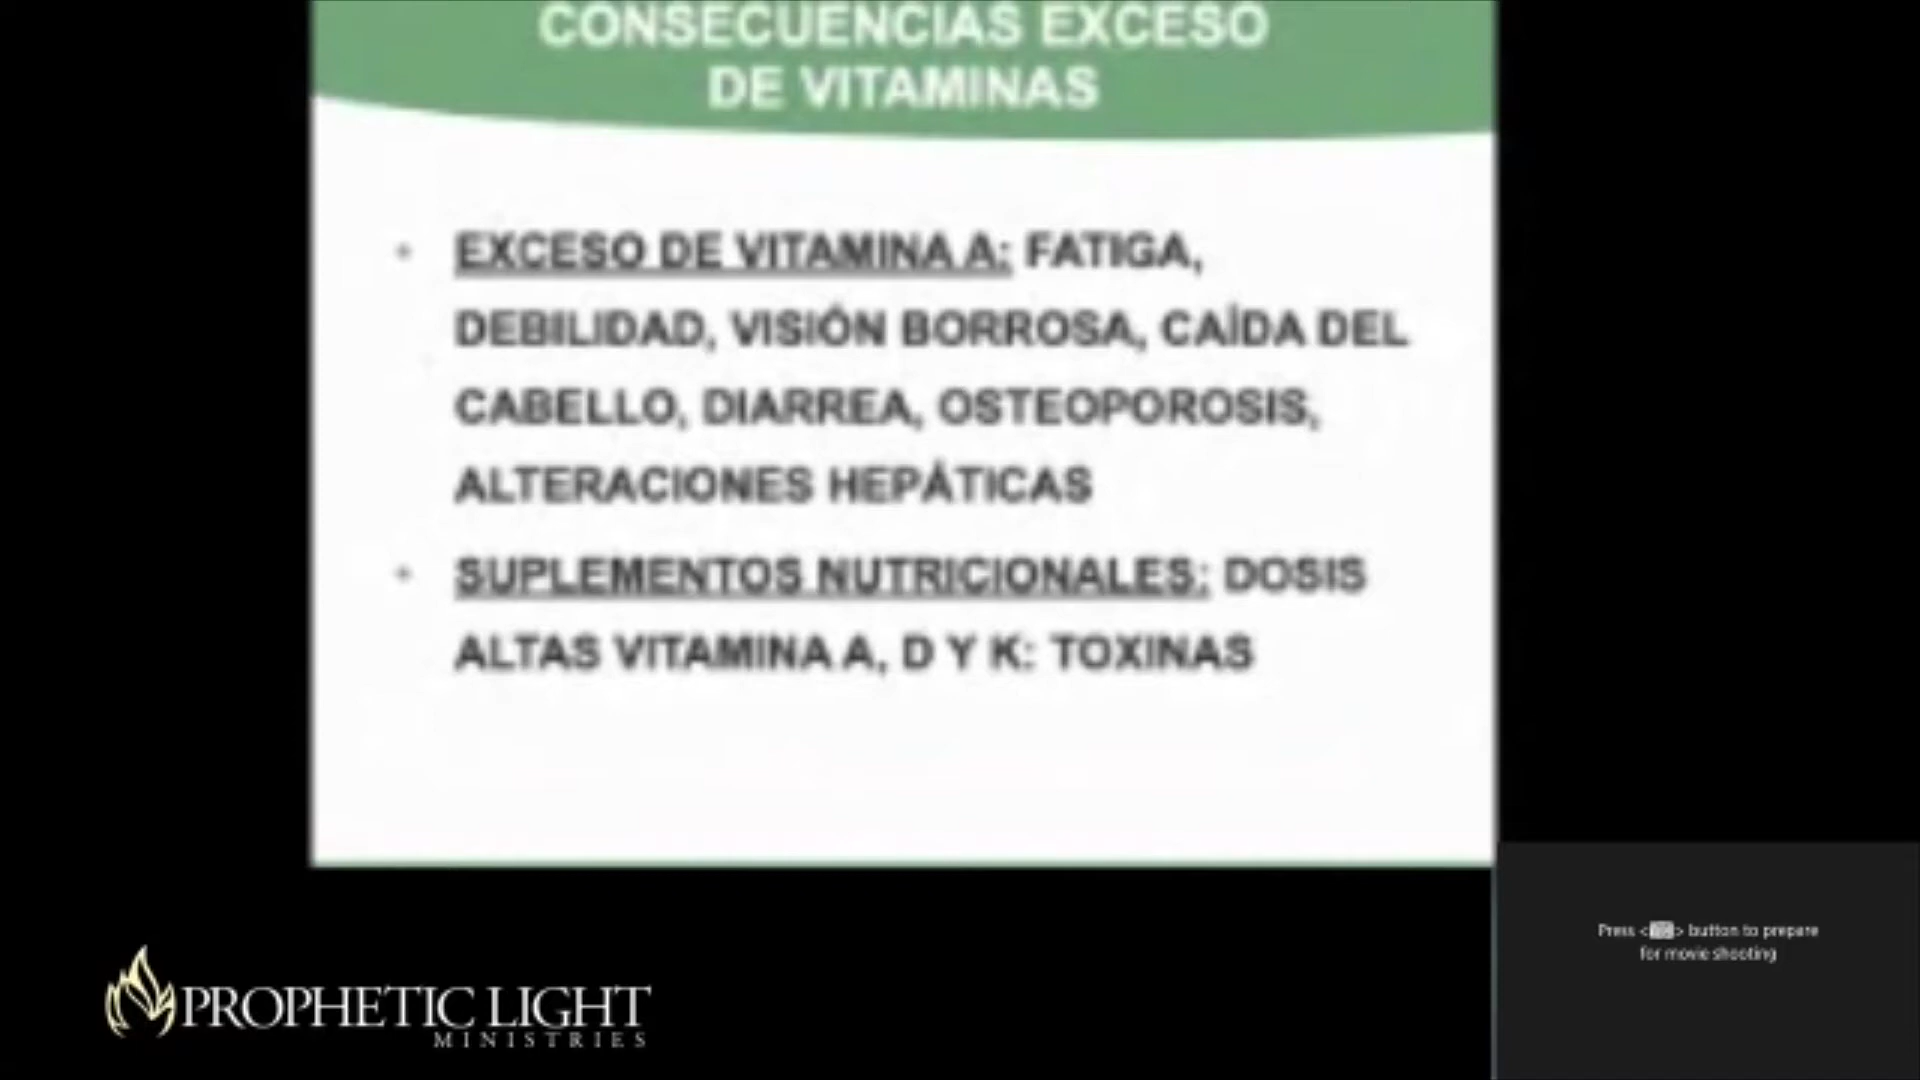 CONSECUENCIAS EXCESO
DE VITAMINAS
• EXCESO DE VITAMINA A: FATIGA,
DEBILIDAD, VISIÓN BORROSA, CAÍDA DEL
CABELLO, DIARREA, OSTEOPOROSIS,
ALTERACIONES HEPÁTICAS
• SUPLEMENTOS NUTRICIONALES: DOSIS
ALTAS VITAMINA A, D Y K: TOXINAS
PROPHETIC LIGHT
MINISTRIES
Press < > button to prepare
for movie shooting